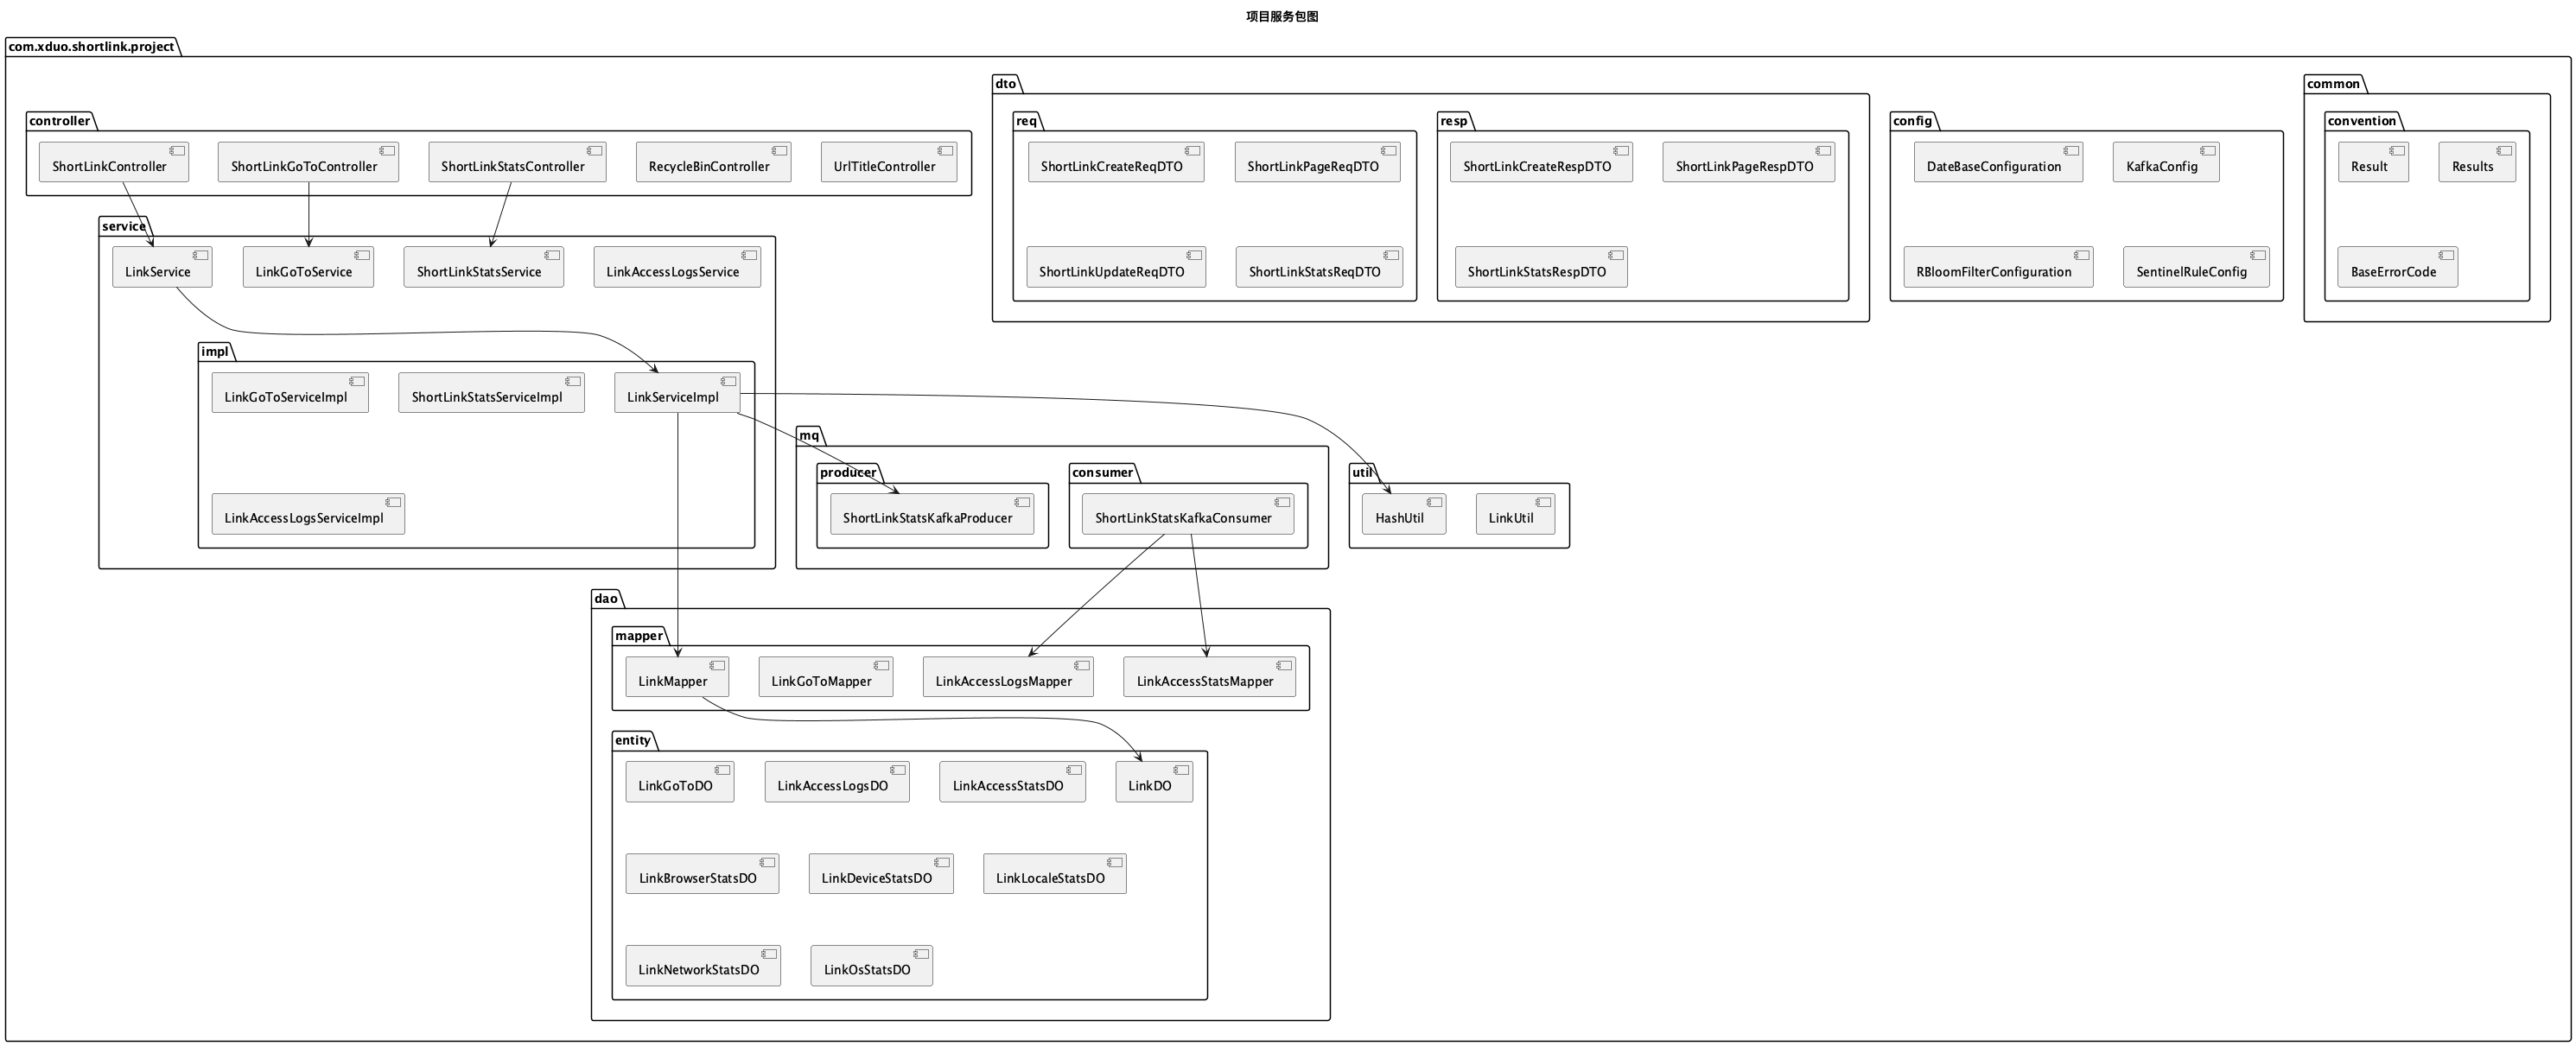 项目服务包图
com.xduo.shortlink.project
controller
ShortLinkController
ShortLinkGoToController
ShortLinkStatsController
RecycleBinController
UrlTitleController
service
LinkService
LinkGoToService
ShortLinkStatsService
LinkAccessLogsService
impl
LinkGoToServiceImpl
ShortLinkStatsServiceImpl
LinkServiceImpl
LinkAccessLogsServiceImpl
dto
req
ShortLinkCreateReqDTO
ShortLinkPageReqDTO
ShortLinkUpdateReqDTO
ShortLinkStatsReqDTO
resp
ShortLinkCreateRespDTO
ShortLinkPageRespDTO
ShortLinkStatsRespDTO
config
DateBaseConfiguration
KafkaConfig
RBloomFilterConfiguration
SentinelRuleConfig
common
convention
Result
Results
BaseErrorCode
mq
producer
ShortLinkStatsKafkaProducer
consumer
ShortLinkStatsKafkaConsumer
util
HashUtil
LinkUtil
dao
mapper
LinkMapper
LinkGoToMapper
LinkAccessLogsMapper
LinkAccessStatsMapper
entity
LinkGoToDO
LinkAccessLogsDO
LinkAccessStatsDO
LinkDO
LinkBrowserStatsDO
LinkDeviceStatsDO
LinkLocaleStatsDO
LinkNetworkStatsDO
LinkOsStatsDO